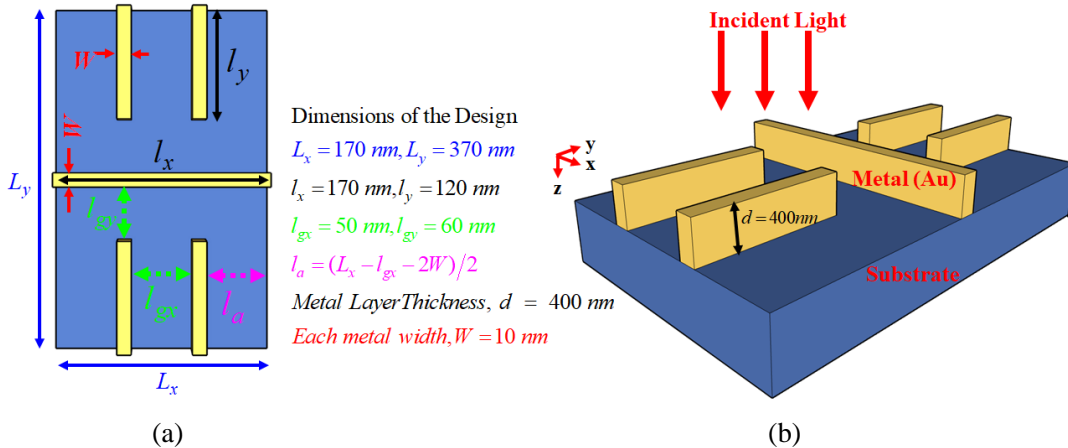 W
l_y
W
l_x
L_y
l_gy
l_gx
l_a
L_x
(a)
Dimensions of the Design
L_x = 170 nm, L_y = 370 nm
l_x = 170 nm, l_y = 120 nm
l_gx = 50 nm, l_gy = 60 nm
l_a = (L_x − l_gx − 2W)/2
Metal LayerThickness, d = 400 nm
Each metal width, W = 10 nm
Incident Light
y
x
z
Metal (Au)
d = 400nm
Substrate
(b)